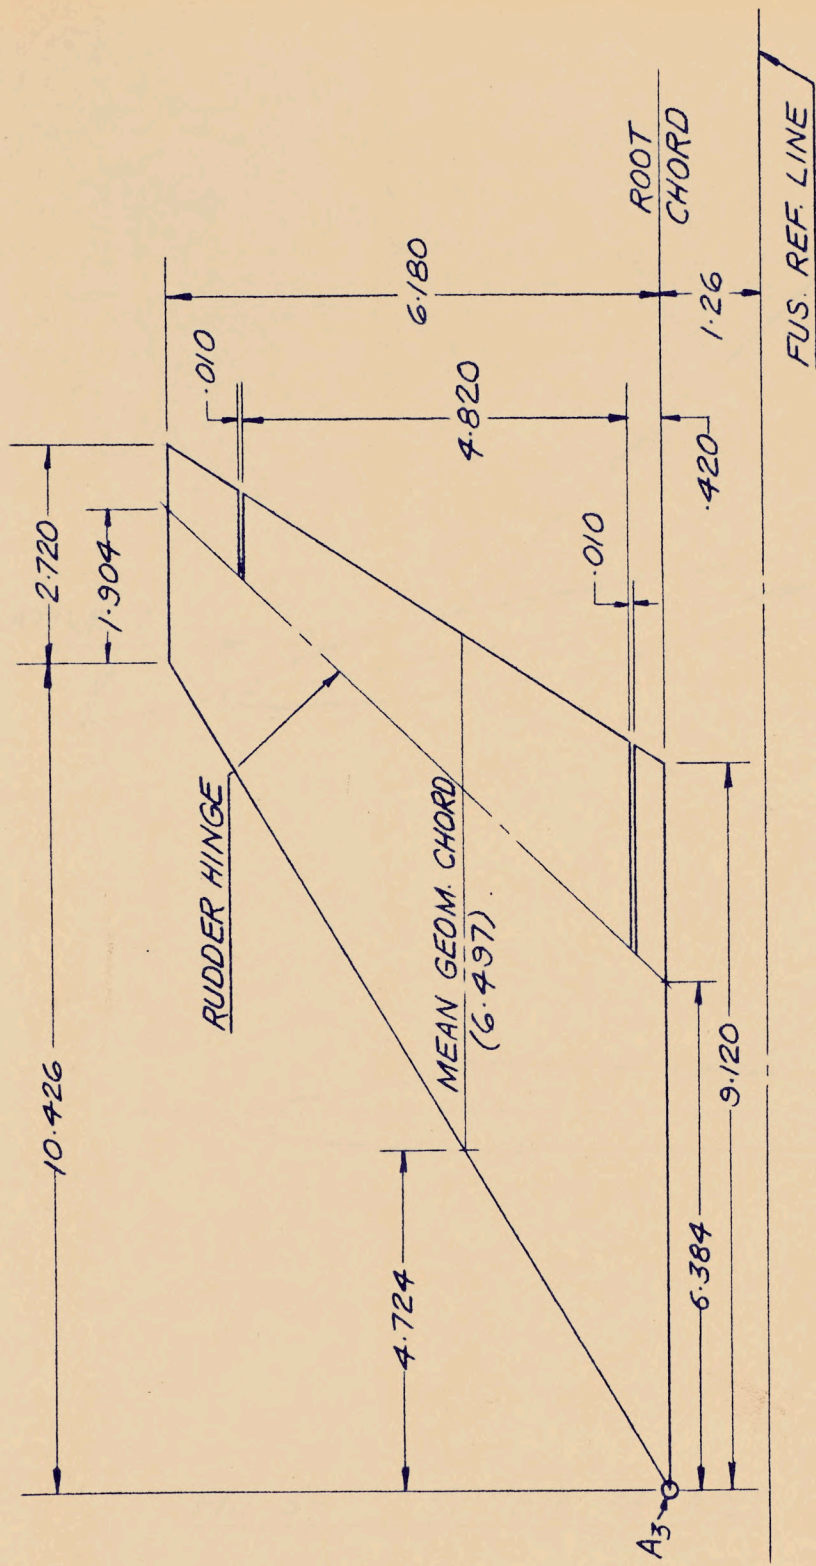 10.426
2.720
1.904
.010
6.180
4.820
RUDDER HINGE
MEAN GEOM. CHORD
(6.497).
4.724
.010
ROOT
CHORD
.420
1.26
6.384
9.120
A3
FUS. REF. LINE